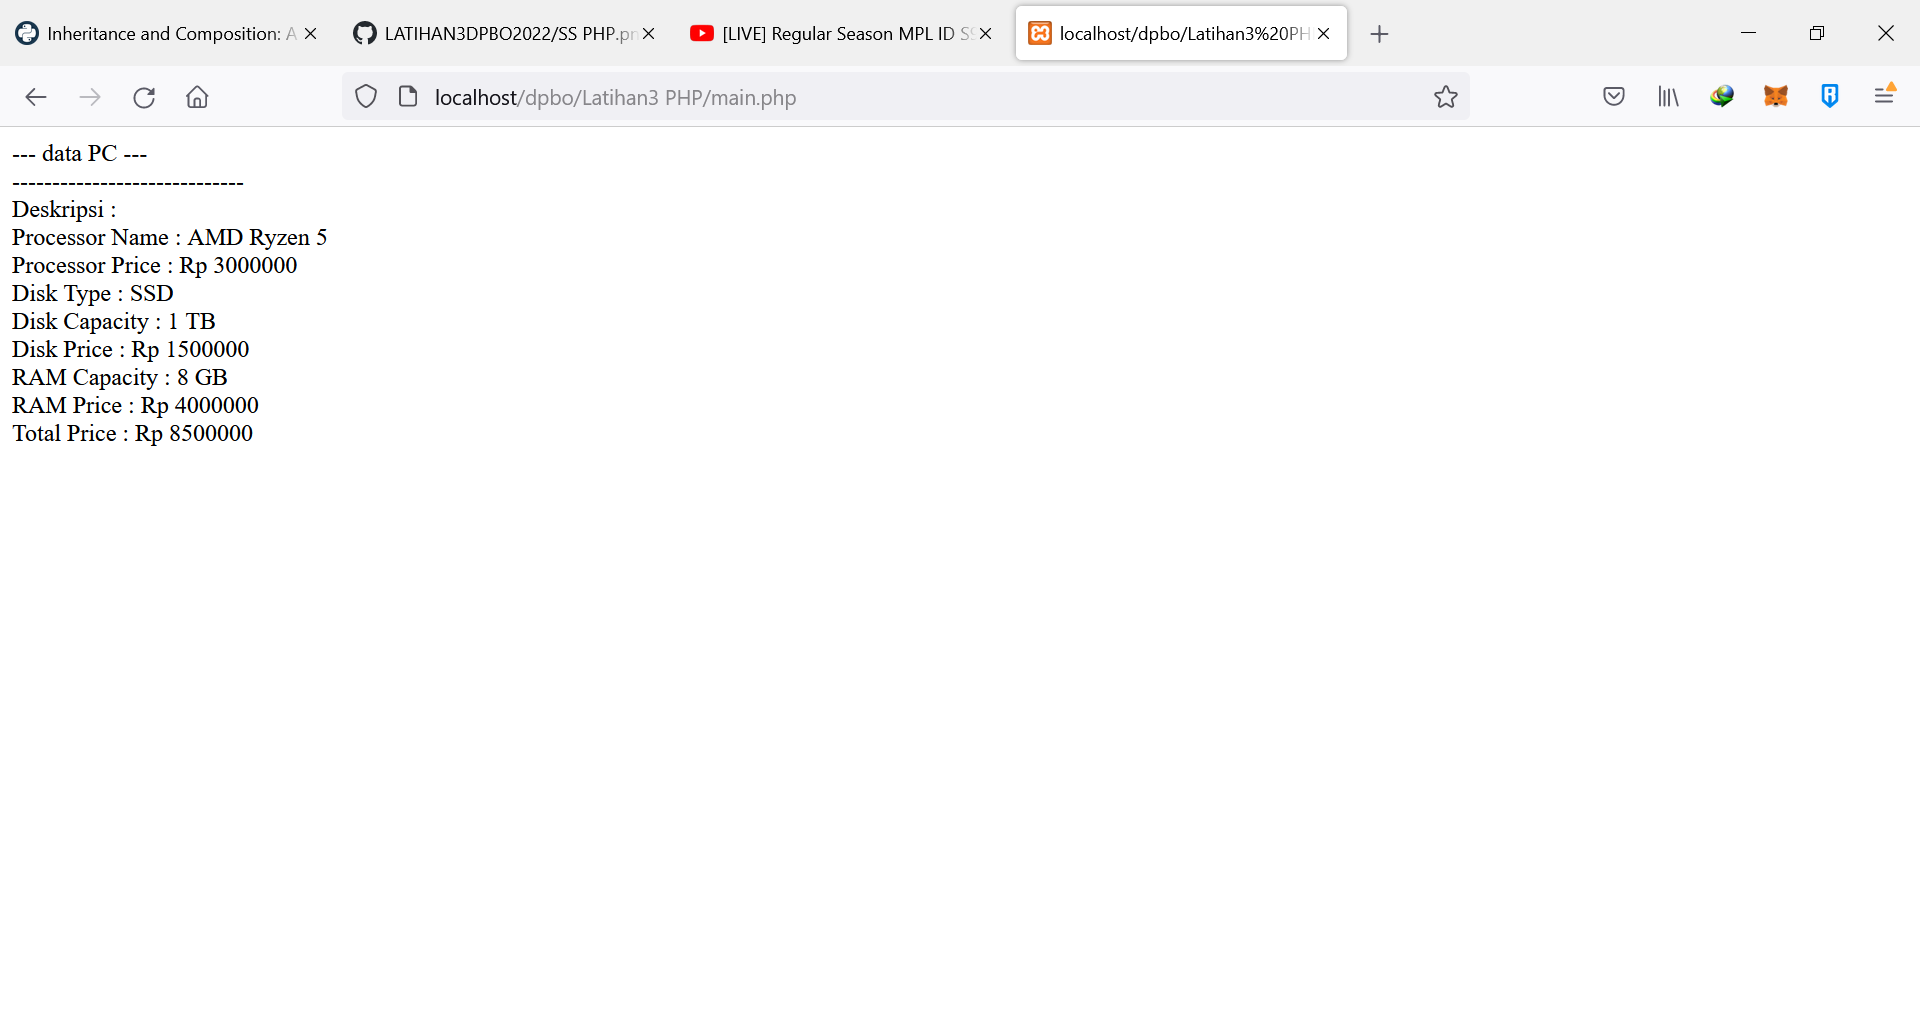 Inheritance and Composition: A
LATIHAN3DPBO2022/SS PHP.pn
[LIVE] Regular Season MPL ID SS
localhost/dpbo/Latihan3%20PH
localhost/dpbo/Latihan3 PHP/main.php
--- data PC ---
-----------------------------
Deskripsi :
Processor Name : AMD Ryzen 5
Processor Price : Rp 3000000
Disk Type : SSD
Disk Capacity : 1 TB
Disk Price : Rp 1500000
RAM Capacity : 8 GB
RAM Price : Rp 4000000
Total Price : Rp 8500000